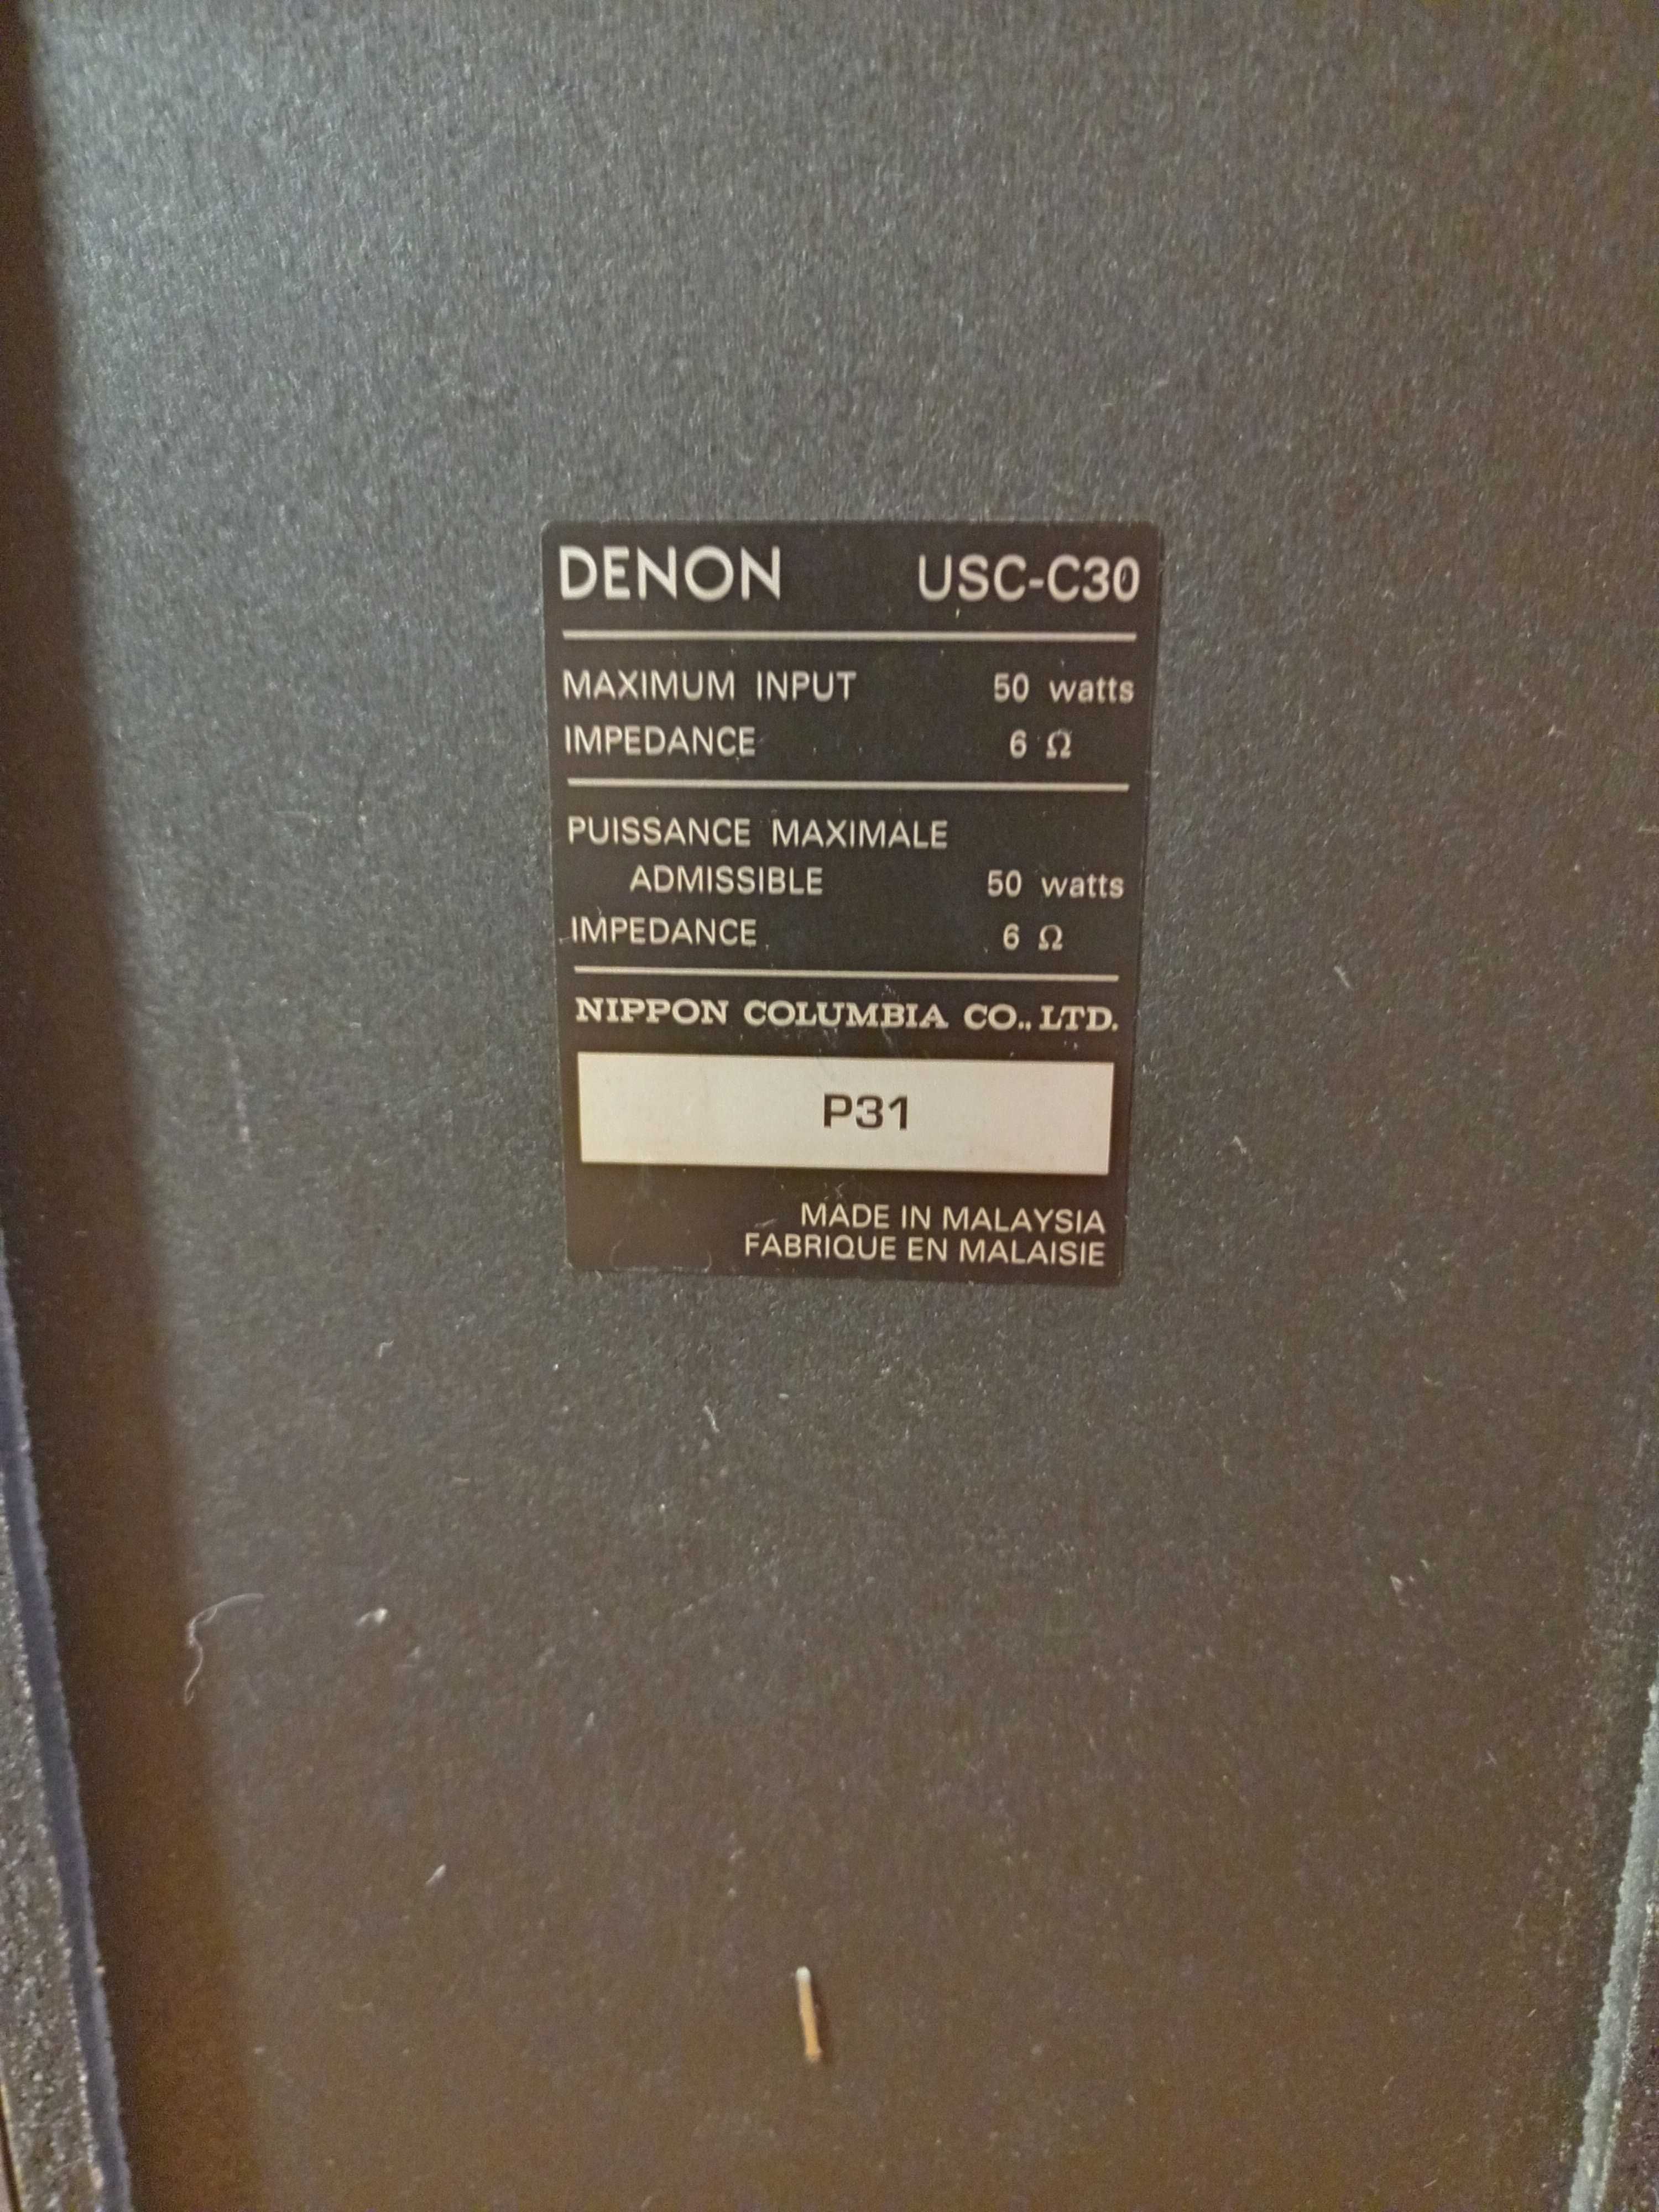 DENON USC-C30
MAXIMUM INPUT 50 watts
IMPEDANCE 6 Ω
PUISSANCE MAXIMALE
ADMISSIBLE 50 watts
IMPEDANCE 6 Ω
NIPPON COLUMBIA CO., LTD.
P31
MADE IN MALAYSIA
FABRIQUE EN MALAISIE